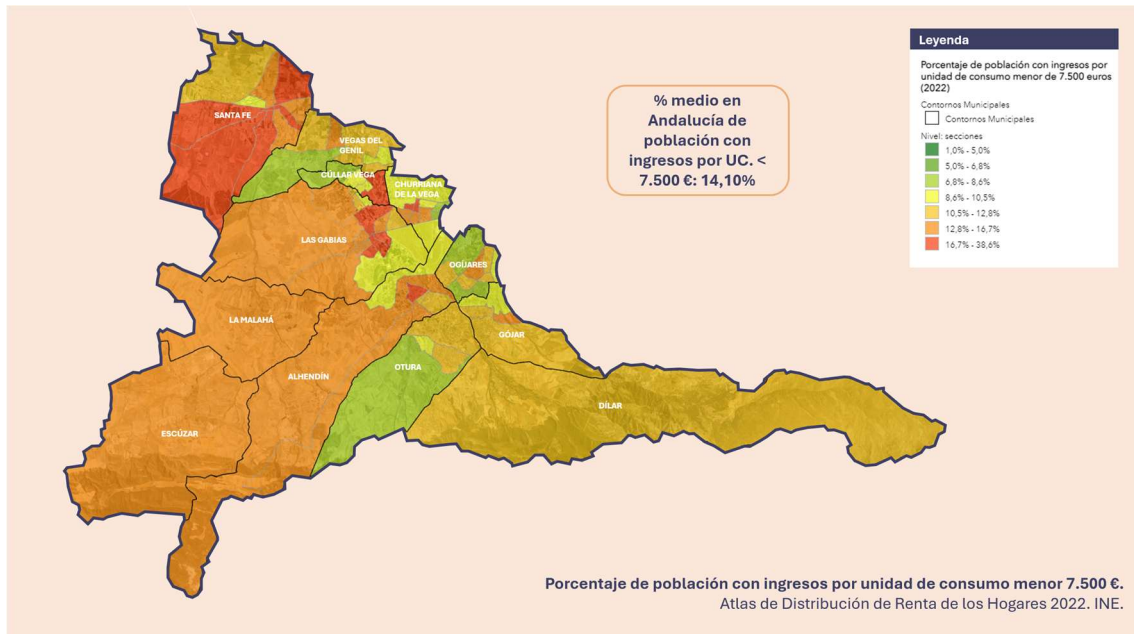 Leyenda
Porcentaje de población con ingresos por
unidad de consumo menor de 7.500 euros
(2022)
Contornos Municipales
Contornos Municipales
Nivel: secciones
1,0% - 5,0%
5,0% - 6,8%
6,8% - 8,6%
8,6% - 10,5%
10,5% - 12,8%
12,8% - 16,7%
16,7% - 38,6%
% medio en
Andalucía de
población con
ingresos por UC. <
7.500 €: 14,10%
SANTA FE
VEGAS DEL
GENIL
CÚLLAR VEGA
CHURRIANA
DE LA VEGA
LAS GABIAS
OGÍJARES
LA MALAHÁ
GÓJAR
ALHENDÍN
OTURA
DÍLAR
ESCÚZAR
Porcentaje de población con ingresos por unidad de consumo menor 7.500 €.
Atlas de Distribución de Renta de los Hogares 2022. INE.